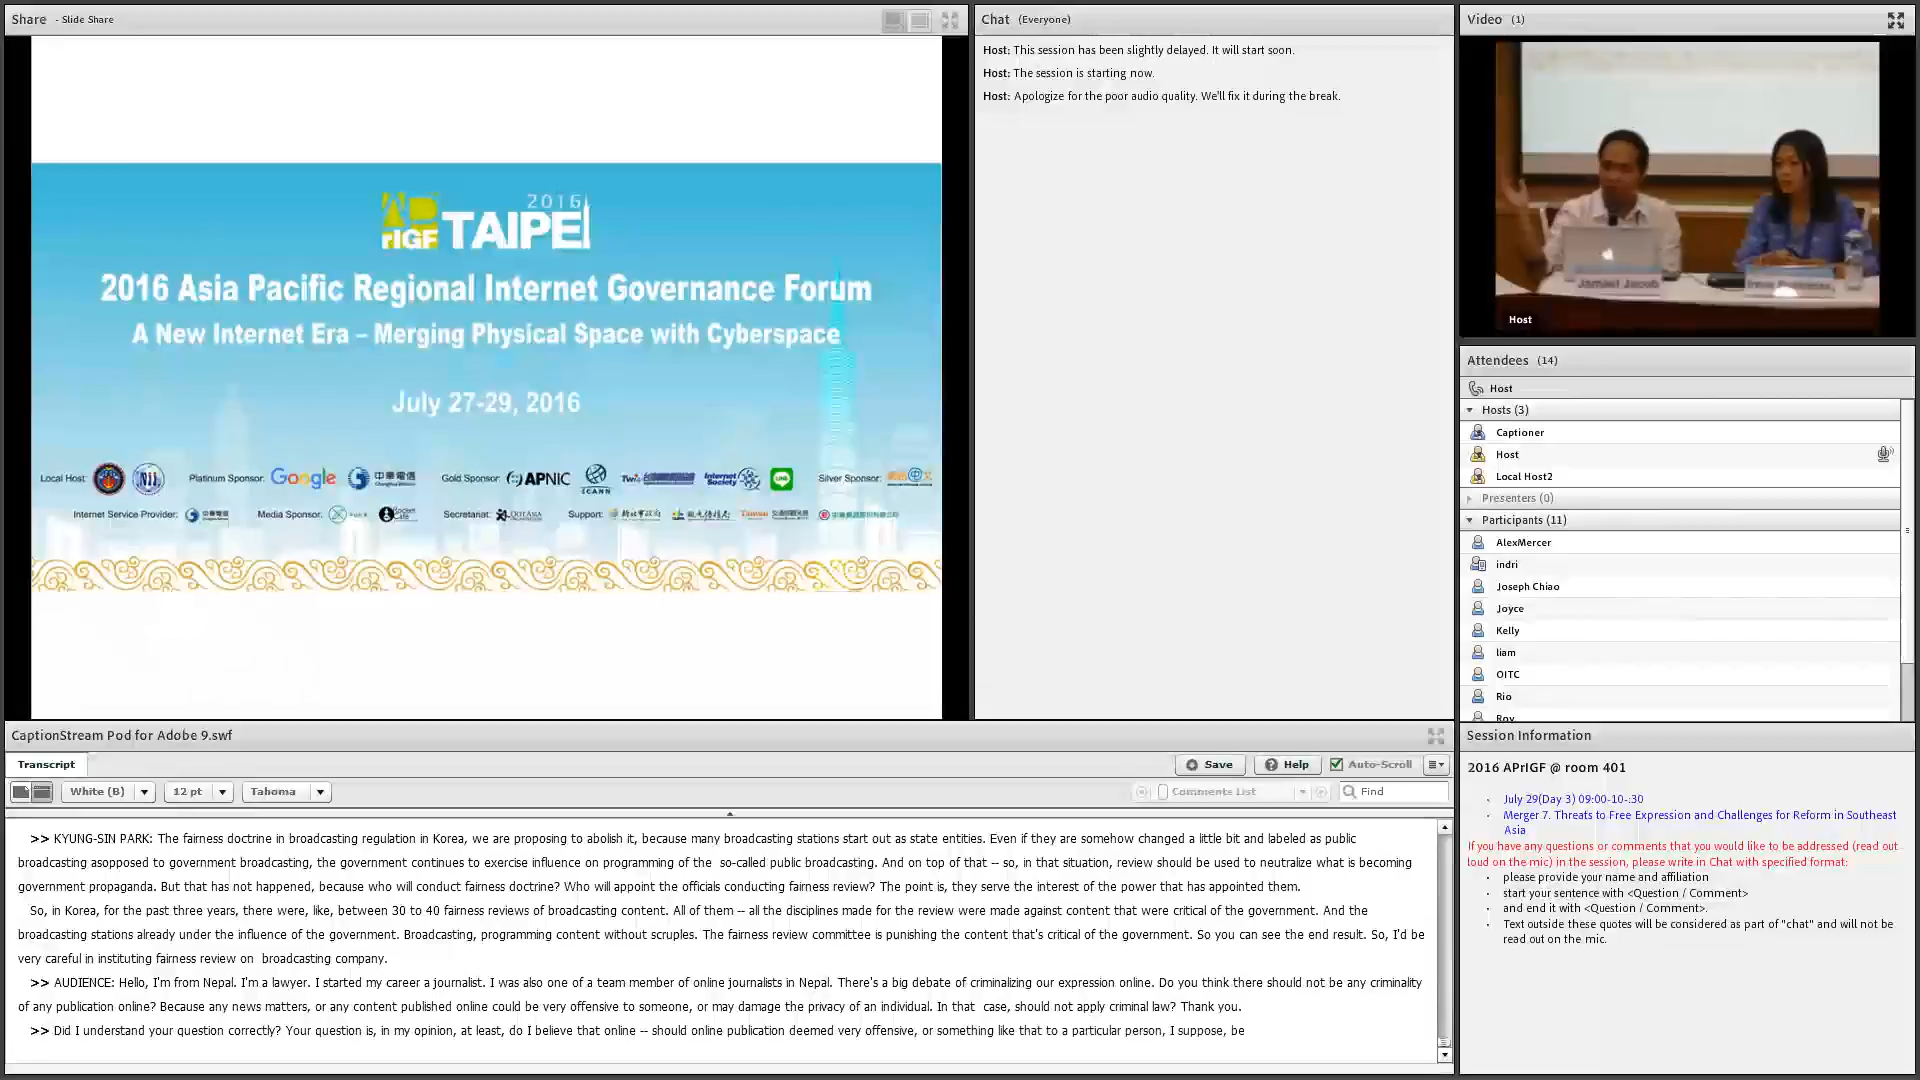 Share - Slide Share
2016
rIGF TAIPEI
2016 Asia Pacific Regional Internet Governance Forum
A New Internet Era – Merging Physical Space with Cyberspace
July 27-29, 2016
Local Host: NII Platinum Sponsor: Google 中華電信 Gold Sponsor: APNIC ICANN Internet Society LINE Silver Sponsor:
Internet Service Provider: Media Sponsor: Secretariat: DotAsia Support:
Chat (Everyone)
Host: This session has been slightly delayed. It will start soon.
Host: The session is starting now.
Host: Apologize for the poor audio quality. We'll fix it during the break.
Video (1)
Jamael Jacob
Host
Attendees (14)
Host
Hosts (3)
Captioner
Host
Local Host2
Presenters (0)
Participants (11)
AlexMercer
indri
Joseph Chiao
Joyce
Kelly
liam
OITC
Rio
Roy
CaptionStream Pod for Adobe 9.swf
Transcript
Save Help Auto-Scroll
White (B) 12 pt Tahoma Comments List Find
>> KYUNG-SIN PARK: The fairness doctrine in broadcasting regulation in Korea, we are proposing to abolish it, because many broadcasting stations start out as state entities. Even if they are somehow changed a little bit and labeled as public
broadcasting asopposed to government broadcasting, the government continues to exercise influence on programming of the so-called public broadcasting. And on top of that -- so, in that situation, review should be used to neutralize what is becoming
government propaganda. But that has not happened, because who will conduct fairness doctrine? Who will appoint the officials conducting fairness review? The point is, they serve the interest of the power that has appointed them.
So, in Korea, for the past three years, there were, like, between 30 to 40 fairness reviews of broadcasting content. All of them -- all the disciplines made for the review were made against content that were critical of the government. And the
broadcasting stations already under the influence of the government. Broadcasting, programming content without scruples. The fairness review committee is punishing the content that's critical of the government. So you can see the end result. So, I'd be
very careful in instituting fairness review on broadcasting company.
>> AUDIENCE: Hello, I'm from Nepal. I'm a lawyer. I started my career a journalist. I was also one of a team member of online journalists in Nepal. There's a big debate of criminalizing our expression online. Do you think there should not be any criminality
of any publication online? Because any news matters, or any content published online could be very offensive to someone, or may damage the privacy of an individual. In that case, should not apply criminal law? Thank you.
>> Did I understand your question correctly? Your question is, in my opinion, at least, do I believe that online -- should online publication deemed very offensive, or something like that to a particular person, I suppose, be
Session Information
2016 APrIGF @ room 401
July 29(Day 3) 09:00-10-:30
Merger 7. Threats to Free Expression and Challenges for Reform in Southeast
Asia
If you have any questions or comments that you would like to be addressed (read out
loud on the mic) in the session, please write in Chat with specified format:
please provide your name and affiliation
start your sentence with <Question / Comment>
and end it with <Question / Comment>.
Text outside these quotes will be considered as part of "chat" and will not be
read out on the mic.